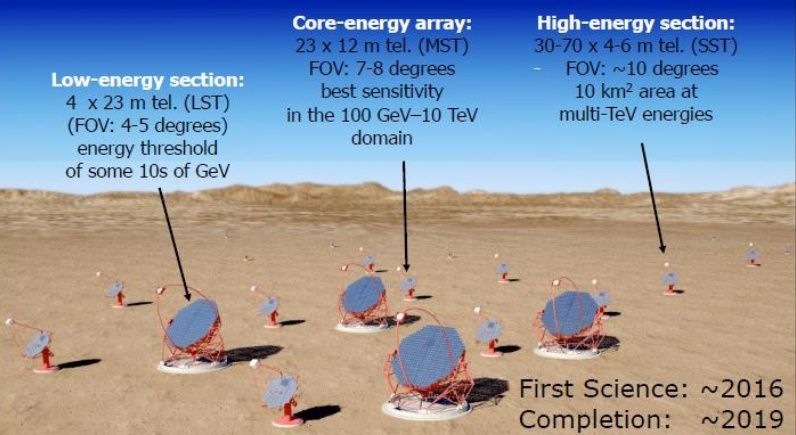 Low-energy section:
4 x 23 m tel. (LST)
(FOV: 4-5 degrees)
energy threshold
of some 10s of GeV
Core-energy array:
23 x 12 m tel. (MST)
FOV: 7-8 degrees
best sensitivity
in the 100 GeV–10 TeV
domain
High-energy section:
30-70 x 4-6 m tel. (SST)
- FOV: ~10 degrees
10 km² area at
multi-TeV energies
First Science: ~2016
Completion: ~2019